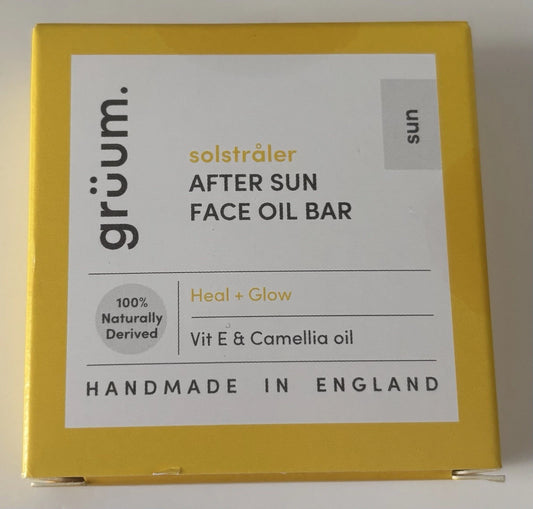 grüum.
sun
solstråler
AFTER SUN
FACE OIL BAR
100%
Naturally
Derived
Heal + Glow
Vit E & Camellia oil
HANDMADE IN ENGLAND